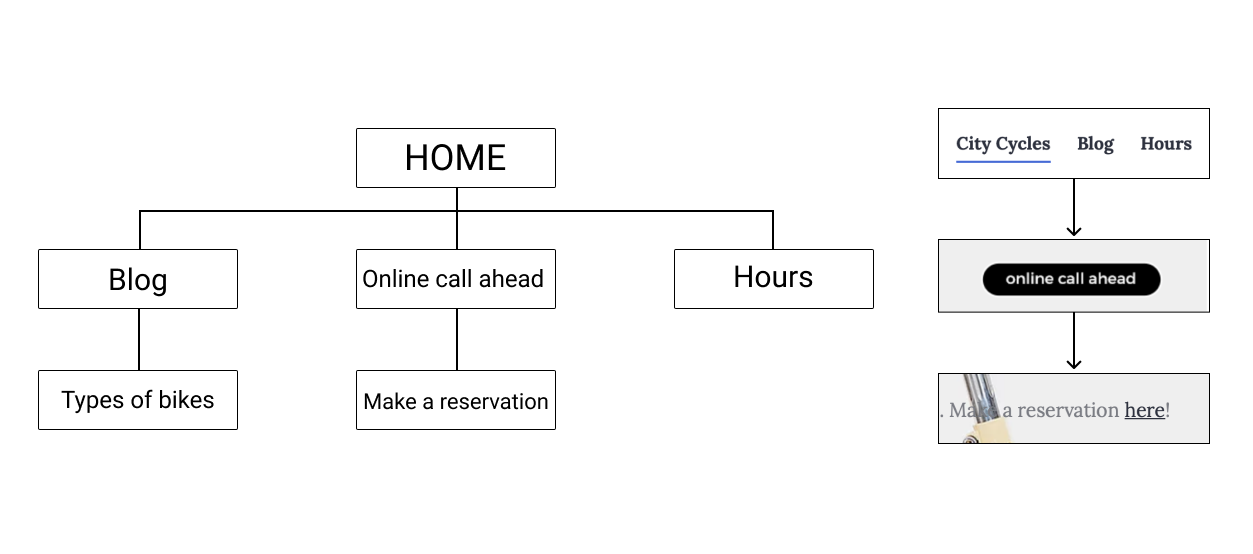 HOME
Blog
Online call ahead
Hours
Types of bikes
Make a reservation
City Cycles Blog Hours
online call ahead
. Make a reservation here!